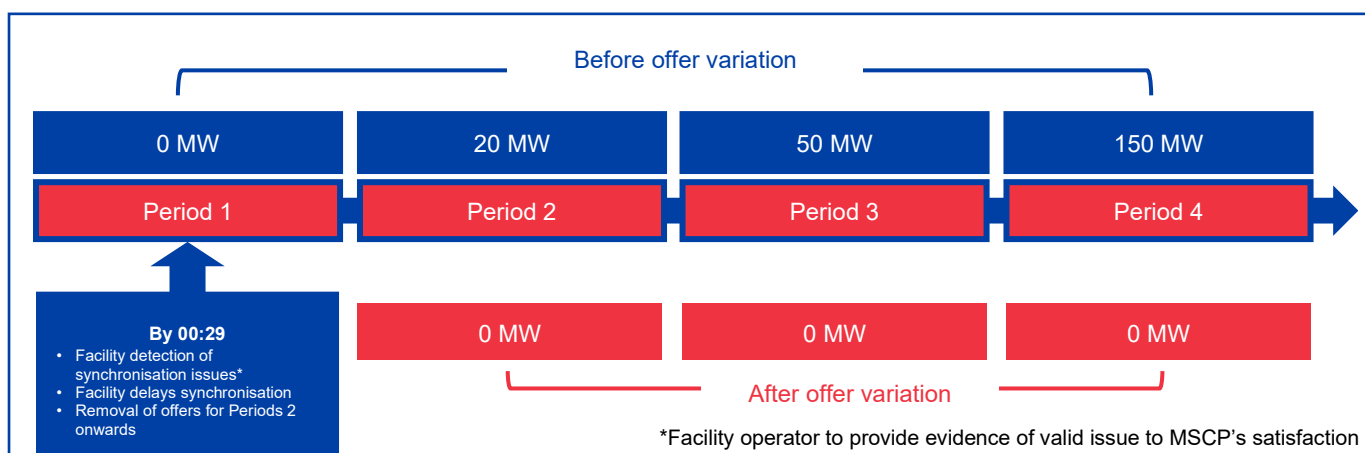 Before offer variation
0 MW
20 MW
50 MW
150 MW
Period 1
Period 2
Period 3
Period 4
By 00:29
• Facility detection of
synchronisation issues*
• Facility delays synchronisation
• Removal of offers for Periods 2
onwards
0 MW
0 MW
0 MW
After offer variation
*Facility operator to provide evidence of valid issue to MSCP's satisfaction